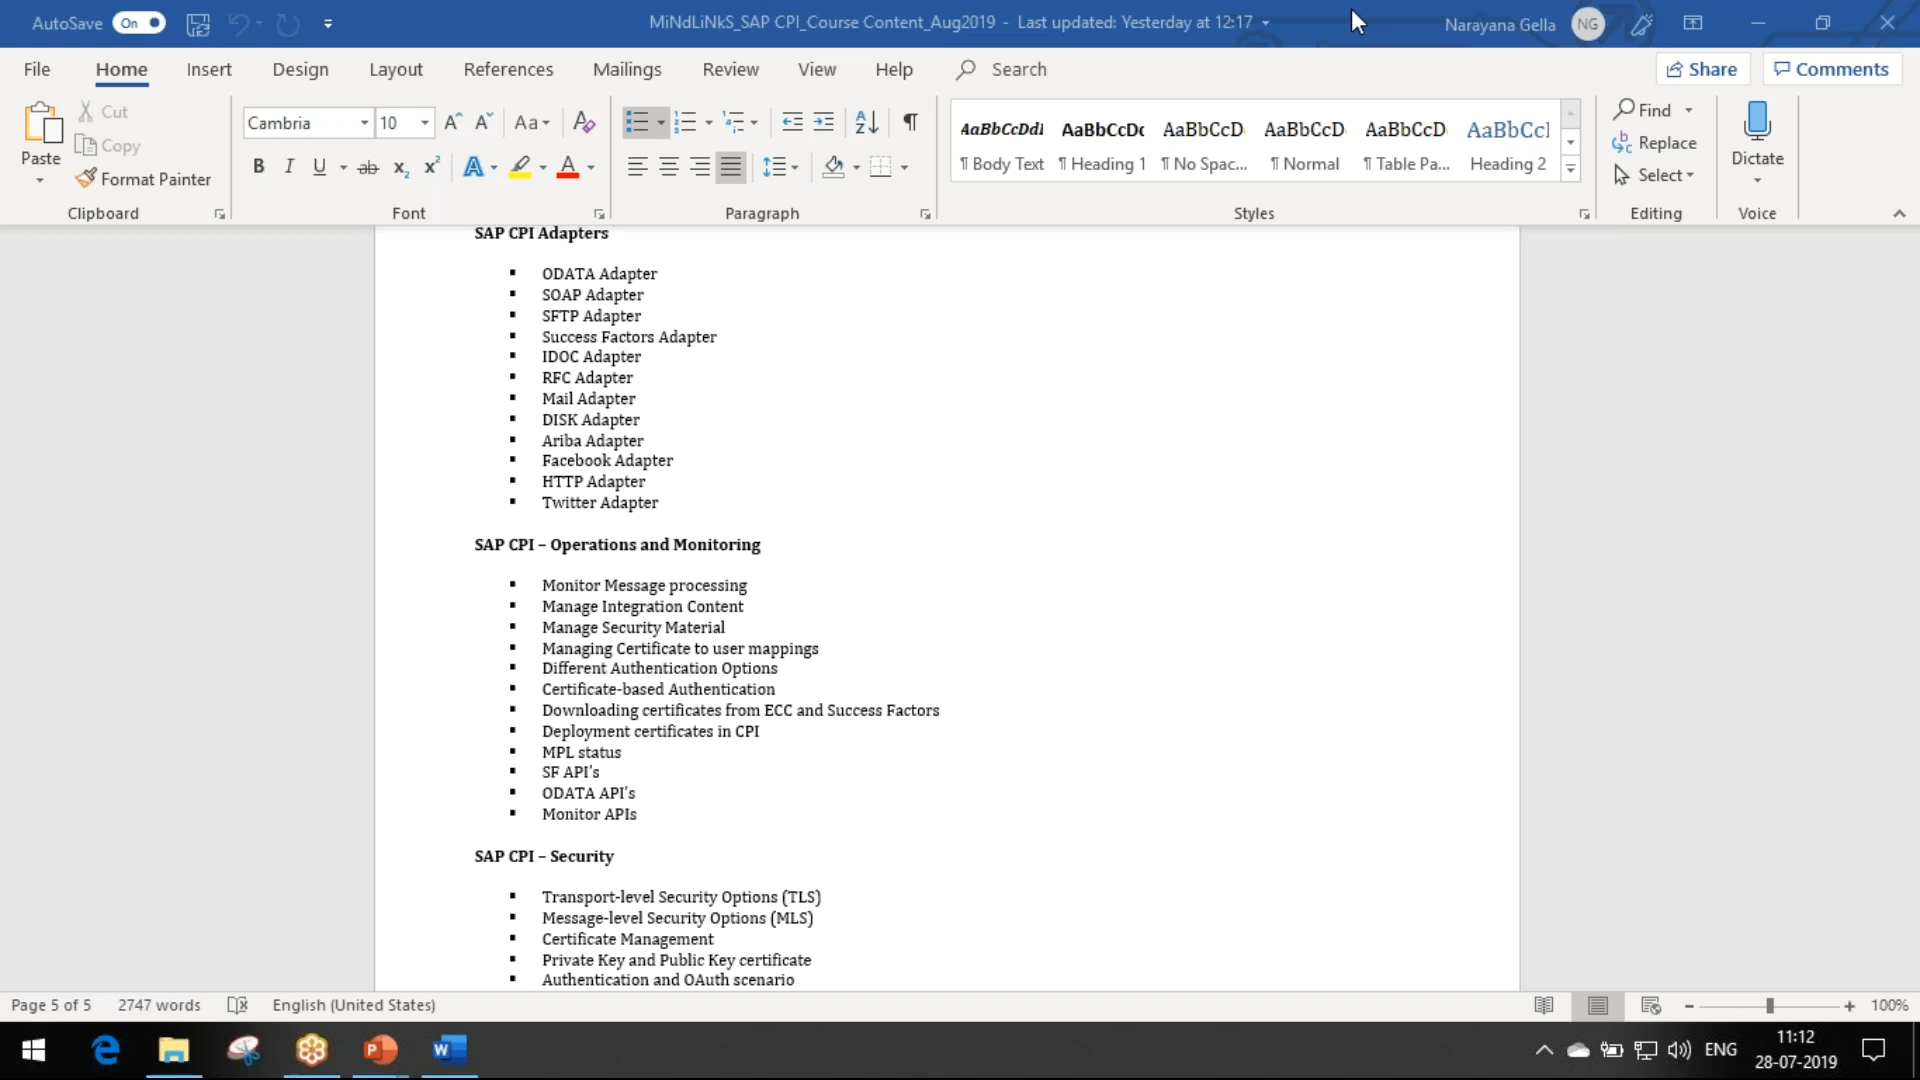 AutoSave On MiNdLiNkS_SAP CPI_Course Content_Aug2019 - Last updated: Yesterday at 12:17 Narayana Gella NG
File Home Insert Design Layout References Mailings Review View Help Search Share Comments
Paste
Cut
Copy
Format Painter
Clipboard
Cambria 10
Aa
B I U ab x₂ x² A A
Font
Paragraph
AaBbCcDdI AaBbCcDc AaBbCcD AaBbCcD AaBbCcD AaBbCcI
¶ Body Text ¶ Heading 1 ¶ No Spac... ¶ Normal ¶ Table Pa... Heading 2
Styles
Find
Replace
Select
Editing
Dictate
Voice
SAP CPI Adapters
▪ ODATA Adapter
▪ SOAP Adapter
▪ SFTP Adapter
▪ Success Factors Adapter
▪ IDOC Adapter
▪ RFC Adapter
▪ Mail Adapter
▪ DISK Adapter
▪ Ariba Adapter
▪ Facebook Adapter
▪ HTTP Adapter
▪ Twitter Adapter
SAP CPI – Operations and Monitoring
▪ Monitor Message processing
▪ Manage Integration Content
▪ Manage Security Material
▪ Managing Certificate to user mappings
▪ Different Authentication Options
▪ Certificate-based Authentication
▪ Downloading certificates from ECC and Success Factors
▪ Deployment certificates in CPI
▪ MPL status
▪ SF API's
▪ ODATA API's
▪ Monitor APIs
SAP CPI – Security
▪ Transport-level Security Options (TLS)
▪ Message-level Security Options (MLS)
▪ Certificate Management
▪ Private Key and Public Key certificate
▪ Authentication and OAuth scenario
Page 5 of 5 2747 words English (United States) 100%
ENG
11:12
28-07-2019